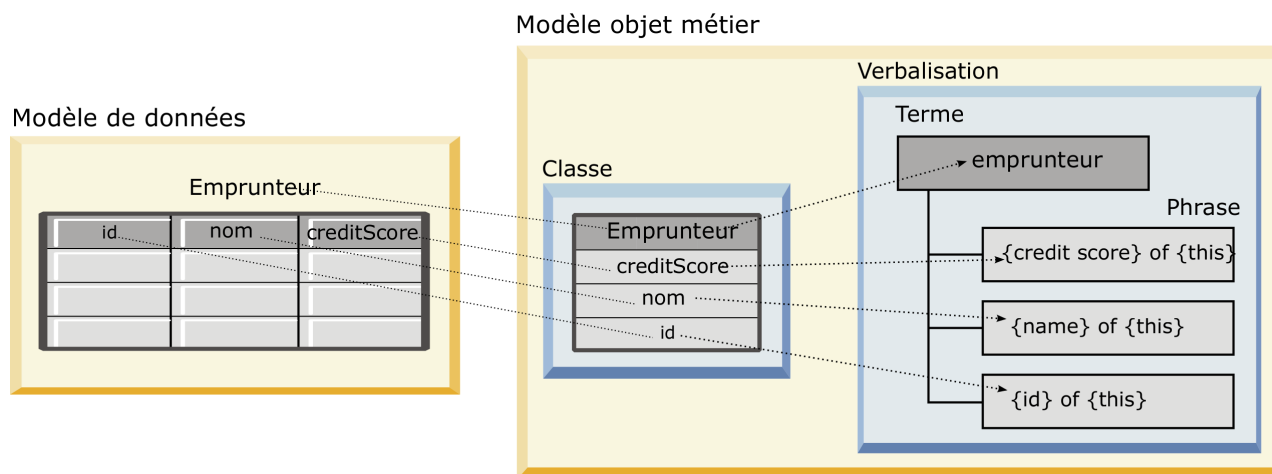 Modèle objet métier
Verbalisation
Modèle de données
Terme
emprunteur
Classe
Emprunteur
Phrase
id
nom
creditScore
Emprunteur
{credit score} of {this}
creditScore
nom
{name} of {this}
id
{id} of {this}